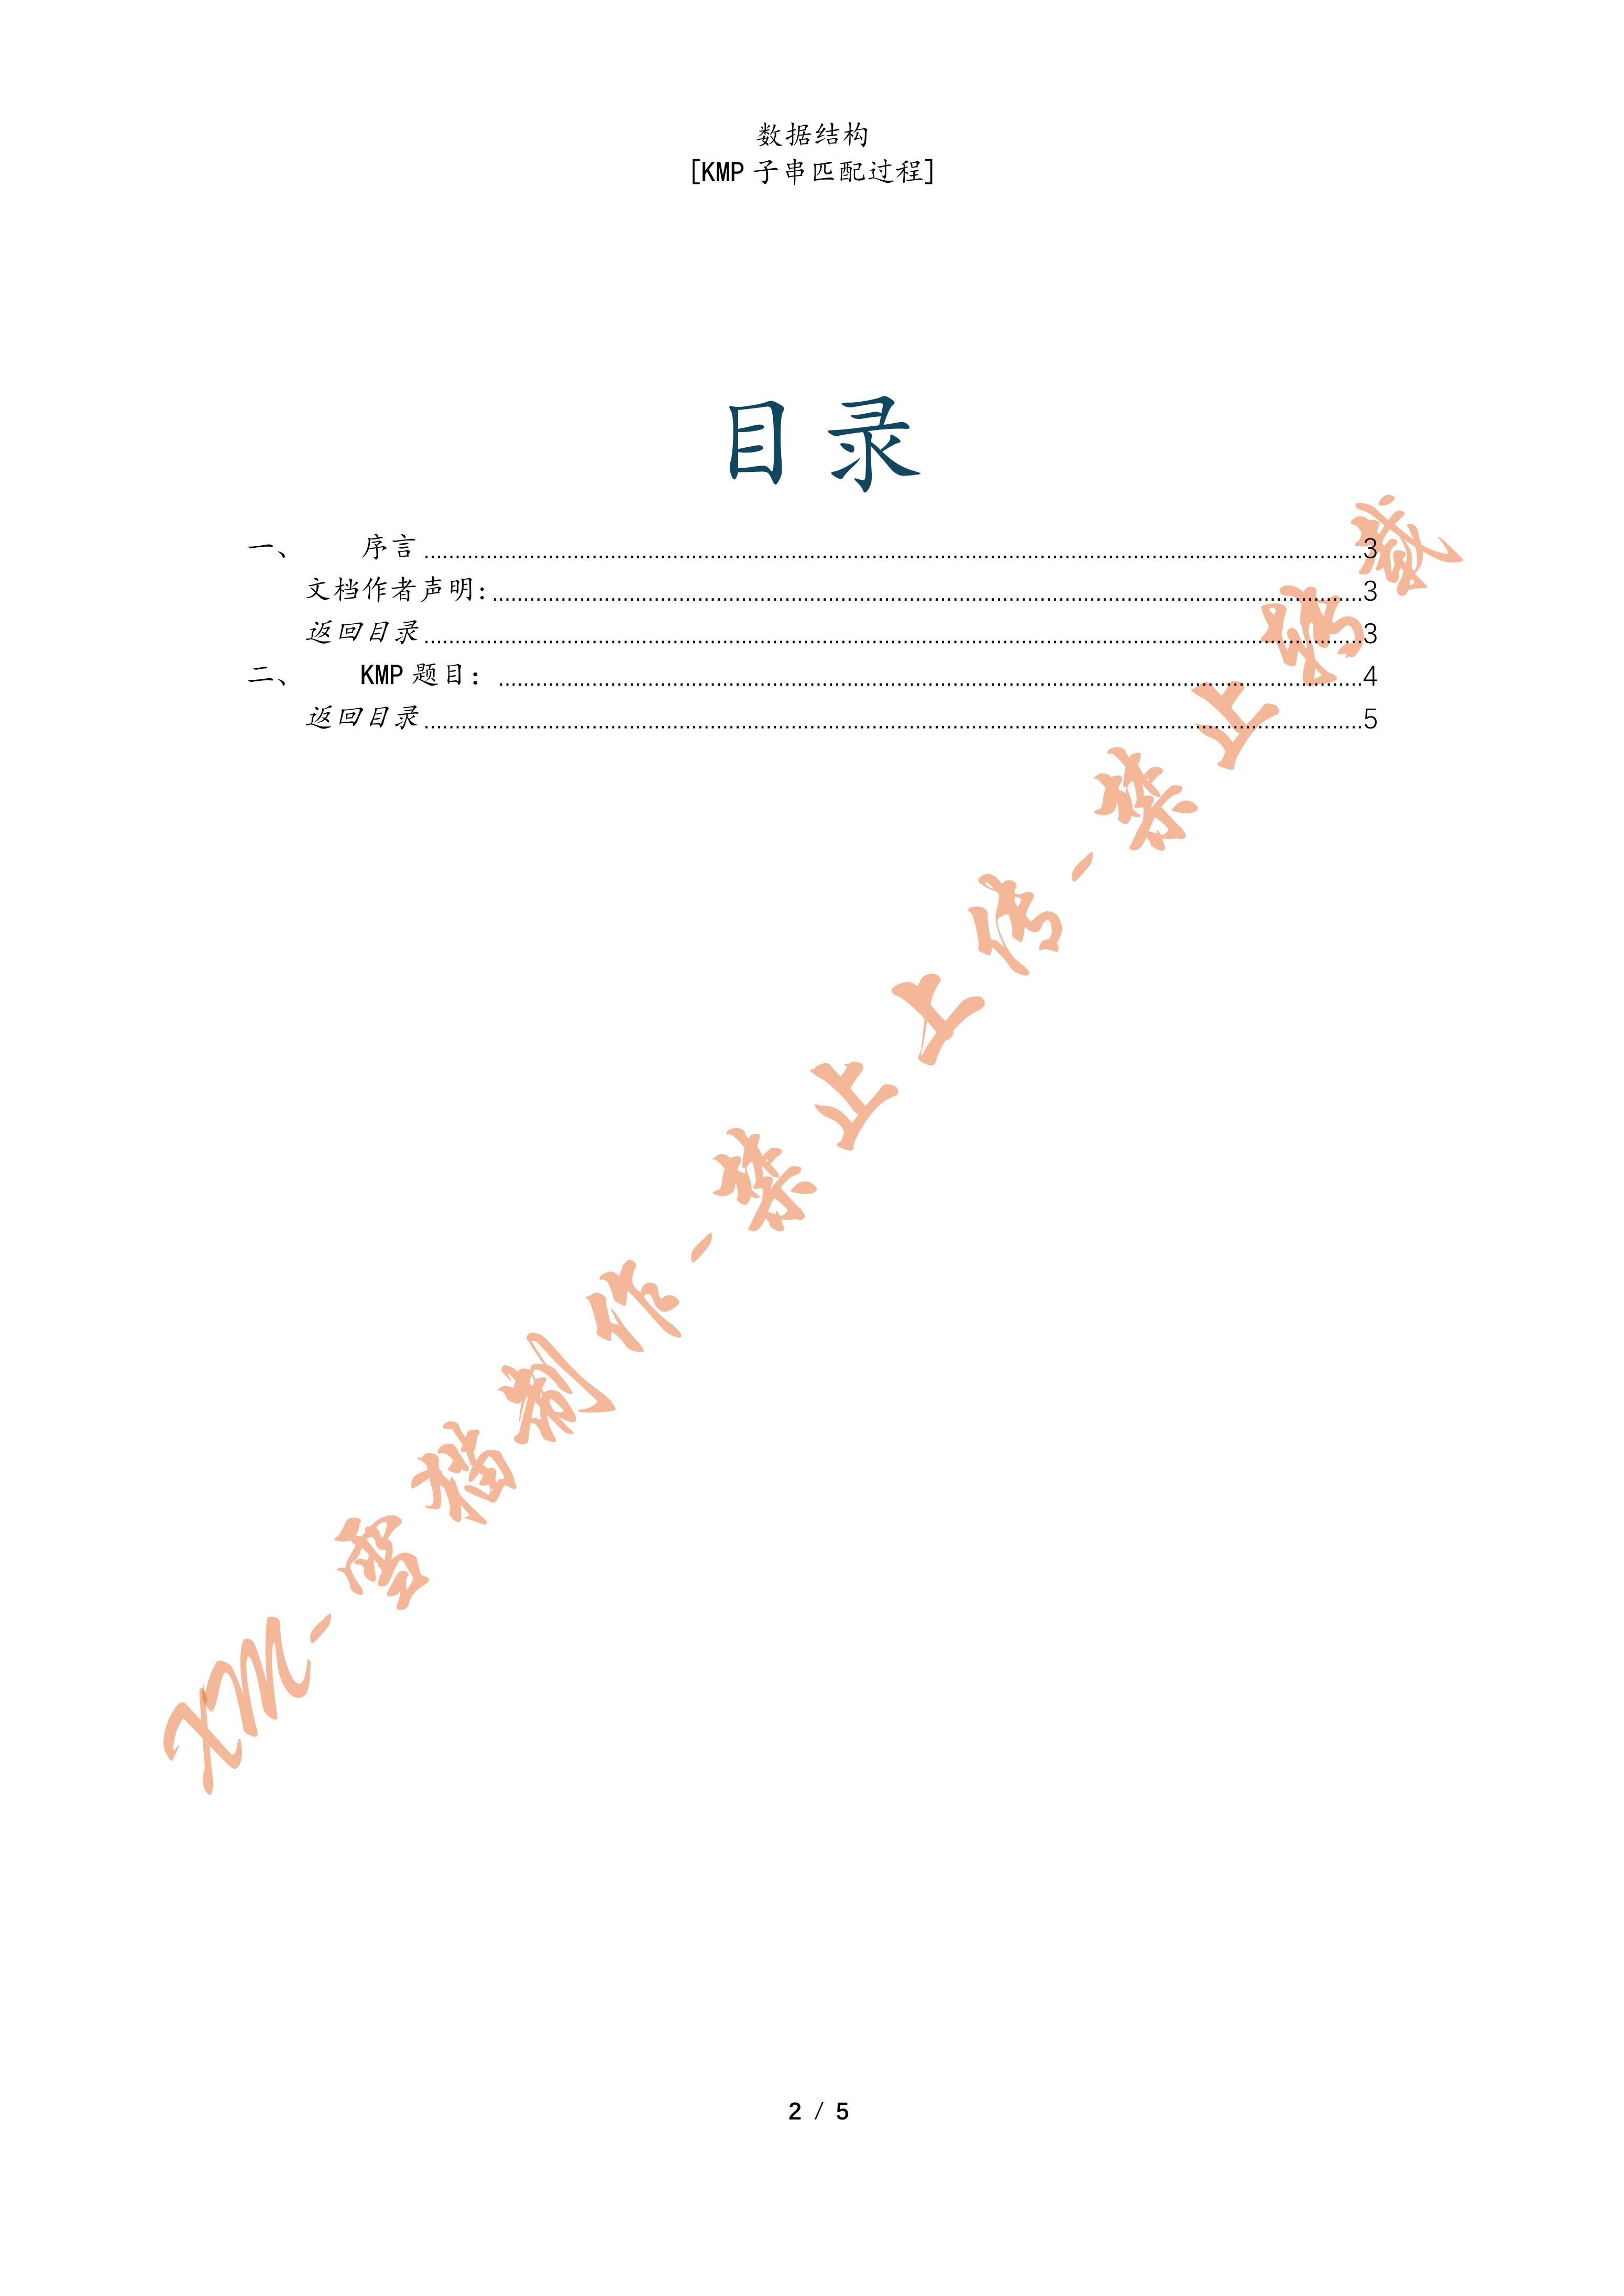 数据结构
[KMP 子串匹配过程]
目录
一、 序言 3
文档作者声明: 3
返回目录 3
二、 KMP 题目: 4
返回目录 5
XM-雪猫制作-禁止上传-禁止转载
2 / 5